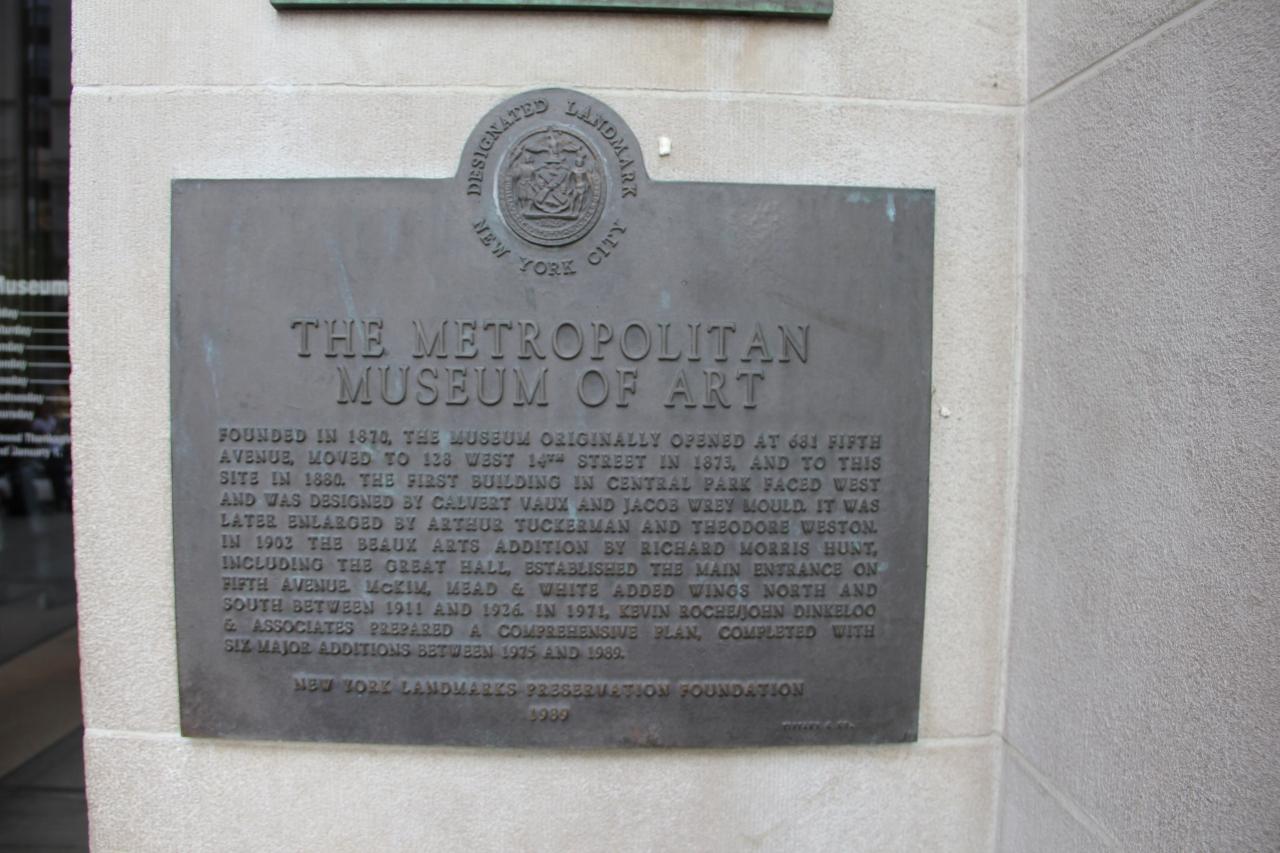 DESIGNATED LANDMARK
NEW YORK CITY
THE METROPOLITAN
MUSEUM OF ART
FOUNDED IN 1870, THE MUSEUM ORIGINALLY OPENED AT 681 FIFTH
AVENUE, MOVED TO 128 WEST 14TH STREET IN 1873, AND TO THIS
SITE IN 1880. THE FIRST BUILDING IN CENTRAL PARK FACED WEST
AND WAS DESIGNED BY CALVERT VAUX AND JACOB WREY MOULD. IT WAS
LATER ENLARGED BY ARTHUR TUCKERMAN AND THEODORE WESTON.
IN 1902 THE BEAUX ARTS ADDITION BY RICHARD MORRIS HUNT,
INCLUDING THE GREAT HALL, ESTABLISHED THE MAIN ENTRANCE ON
FIFTH AVENUE. McKIM, MEAD & WHITE ADDED WINGS NORTH AND
SOUTH BETWEEN 1911 AND 1926. IN 1971, KEVIN ROCHE/JOHN DINKELOO
& ASSOCIATES PREPARED A COMPREHENSIVE PLAN, COMPLETED WITH
SIX MAJOR ADDITIONS BETWEEN 1975 AND 1989.
NEW YORK LANDMARKS PRESERVATION FOUNDATION
1989